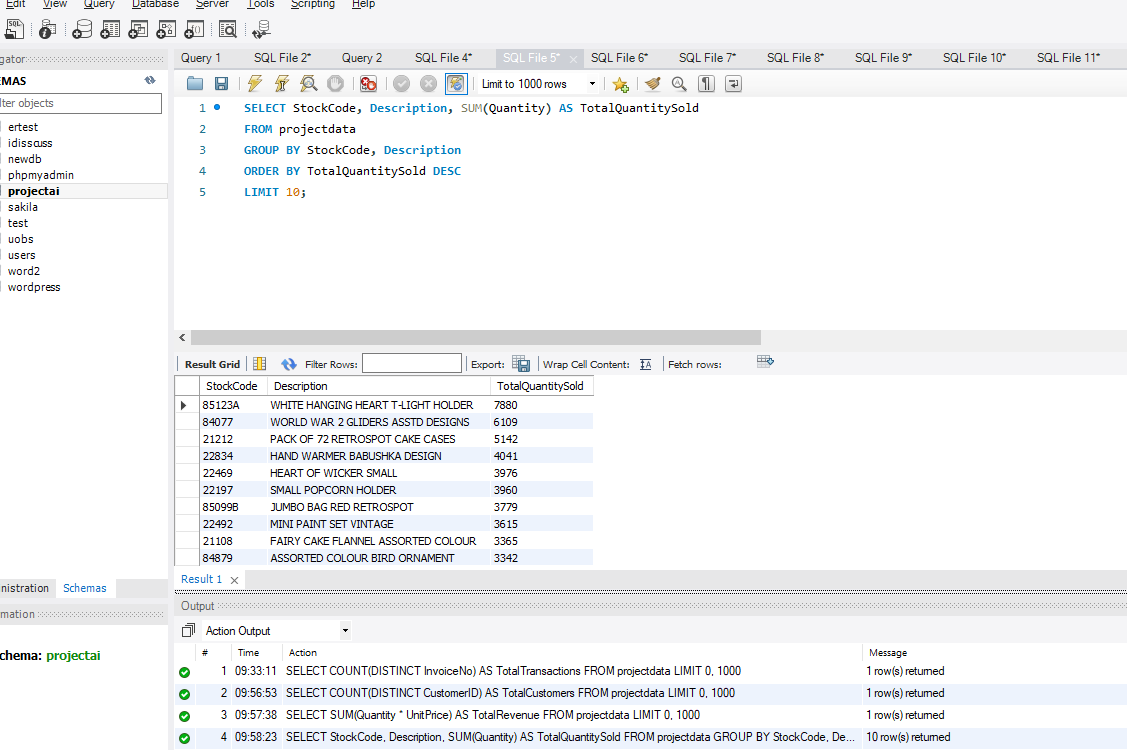 Edit View Query Database Server Tools Scripting Help
gator
Query 1 SQL File 2* Query 2 SQL File 4* SQL File 5* SQL File 6* SQL File 7* SQL File 8* SQL File 9* SQL File 10* SQL File 11*
EMAS
Limit to 1000 rows
lter objects
1 SELECT StockCode, Description, SUM(Quantity) AS TotalQuantitySold
2 FROM projectdata
3 GROUP BY StockCode, Description
4 ORDER BY TotalQuantitySold DESC
5 LIMIT 10;
ertest
idiscuss
newdb
phpmyadmin
projectai
sakila
test
uobs
users
word2
wordpress
Result Grid Filter Rows: Export: Wrap Cell Content: Fetch rows:
StockCode Description TotalQuantitySold
85123A WHITE HANGING HEART T-LIGHT HOLDER 7880
84077 WORLD WAR 2 GLIDERS ASSTD DESIGNS 6109
21212 PACK OF 72 RETROSPOT CAKE CASES 5142
22834 HAND WARMER BABUSHKA DESIGN 4041
22469 HEART OF WICKER SMALL 3976
22197 SMALL POPCORN HOLDER 3960
85099B JUMBO BAG RED RETROSPOT 3779
22492 MINI PAINT SET VINTAGE 3615
21108 FAIRY CAKE FLANNEL ASSORTED COLOUR 3365
84879 ASSORTED COLOUR BIRD ORNAMENT 3342
Result 1
nistration Schemas
Output
mation
Action Output
chema: projectai
# Time Action Message
1 09:33:11 SELECT COUNT(DISTINCT InvoiceNo) AS TotalTransactions FROM projectdata LIMIT 0, 1000 1 row(s) returned
2 09:56:53 SELECT COUNT(DISTINCT CustomerID) AS TotalCustomers FROM projectdata LIMIT 0, 1000 1 row(s) returned
3 09:57:38 SELECT SUM(Quantity * UnitPrice) AS TotalRevenue FROM projectdata LIMIT 0, 1000 1 row(s) returned
4 09:58:23 SELECT StockCode, Description, SUM(Quantity) AS TotalQuantitySold FROM projectdata GROUP BY StockCode, De... 10 row(s) returned